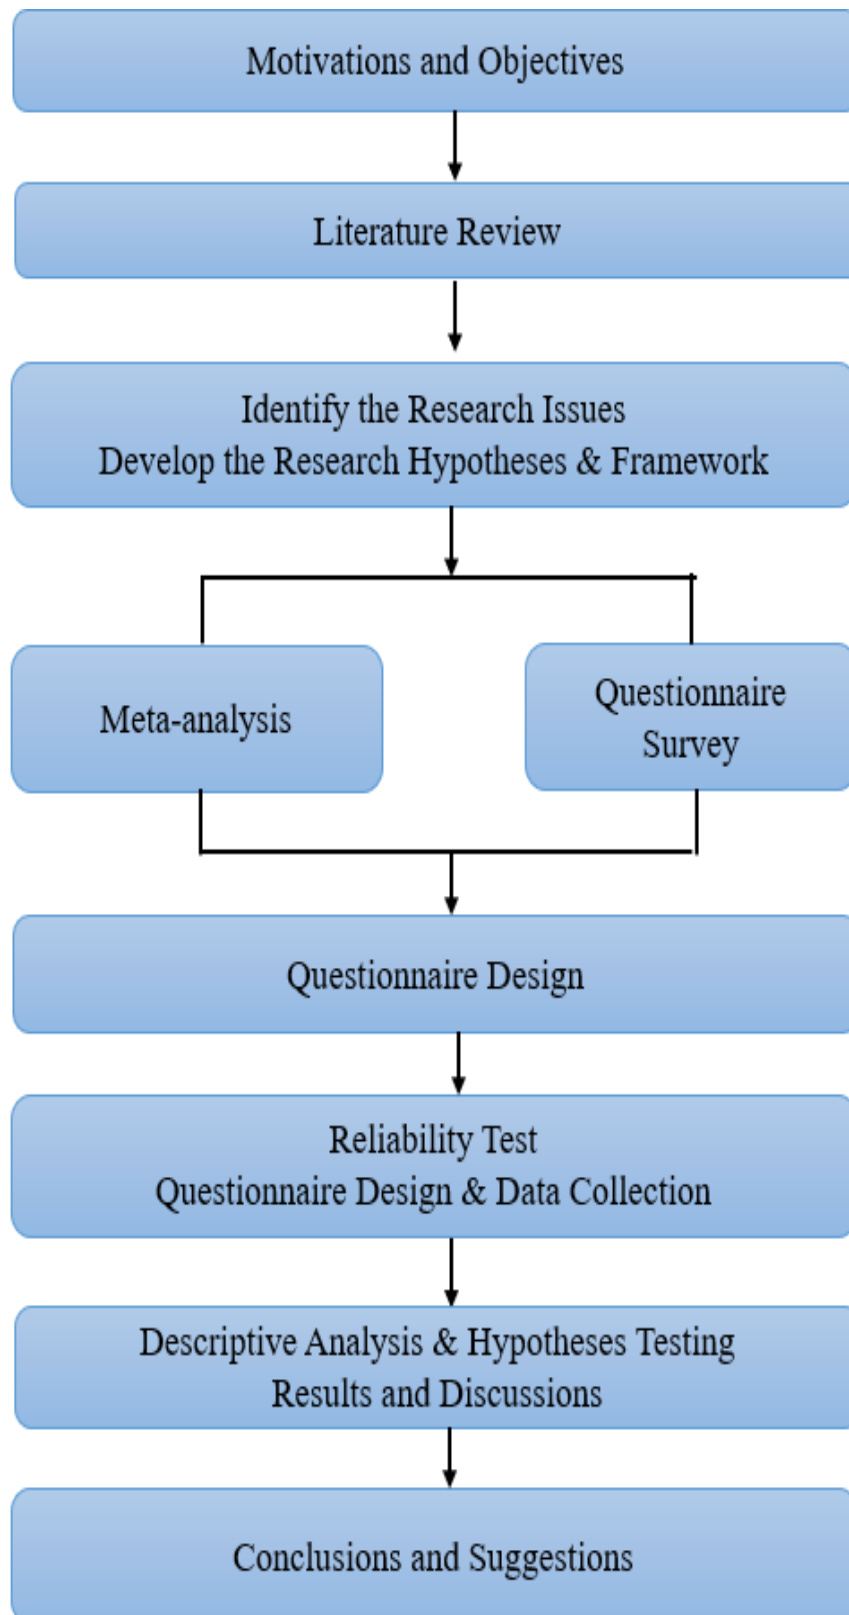 Motivations and Objectives
Literature Review
Identify the Research Issues
Develop the Research Hypotheses & Framework
Meta-analysis
Questionnaire
Survey
Questionnaire Design
Reliability Test
Questionnaire Design & Data Collection
Descriptive Analysis & Hypotheses Testing
Results and Discussions
Conclusions and Suggestions